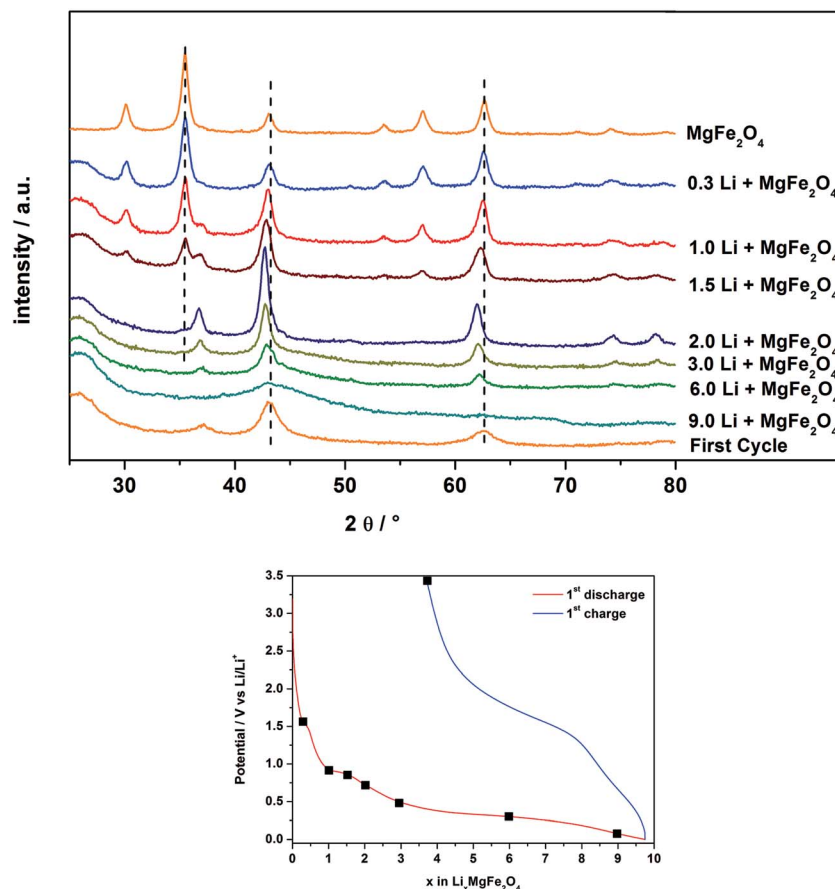 intensity / a.u.
MgFe₂O₄
0.3 Li + MgFe₂O₄
1.0 Li + MgFe₂O₄
1.5 Li + MgFe₂O₄
2.0 Li + MgFe₂O₄
3.0 Li + MgFe₂O₄
6.0 Li + MgFe₂O₄
9.0 Li + MgFe₂O₄
First Cycle
30 40 50 60 70 80
2 θ / °
Potential / V vs Li/Li⁺
3.5
3.0
2.5
2.0
1.5
1.0
0.5
0.0
1ˢᵗ discharge
1ˢᵗ charge
0 1 2 3 4 5 6 7 8 9 10
x in LiₓMgFe₂O₄